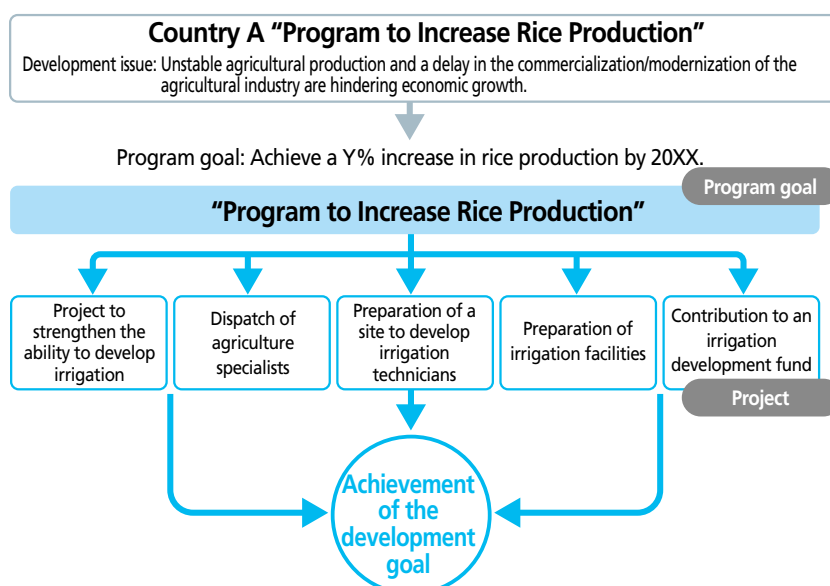 Country A “Program to Increase Rice Production”
Development issue: Unstable agricultural production and a delay in the commercialization/modernization of the
agricultural industry are hindering economic growth.
Program goal: Achieve a Y% increase in rice production by 20XX.
Program goal
“Program to Increase Rice Production”
Project to
strengthen the
ability to develop
irrigation
Dispatch of
agriculture
specialists
Preparation of a
site to develop
irrigation
technicians
Preparation of
irrigation facilities
Contribution to an
irrigation
development fund
Project
Achievement
of the
development
goal